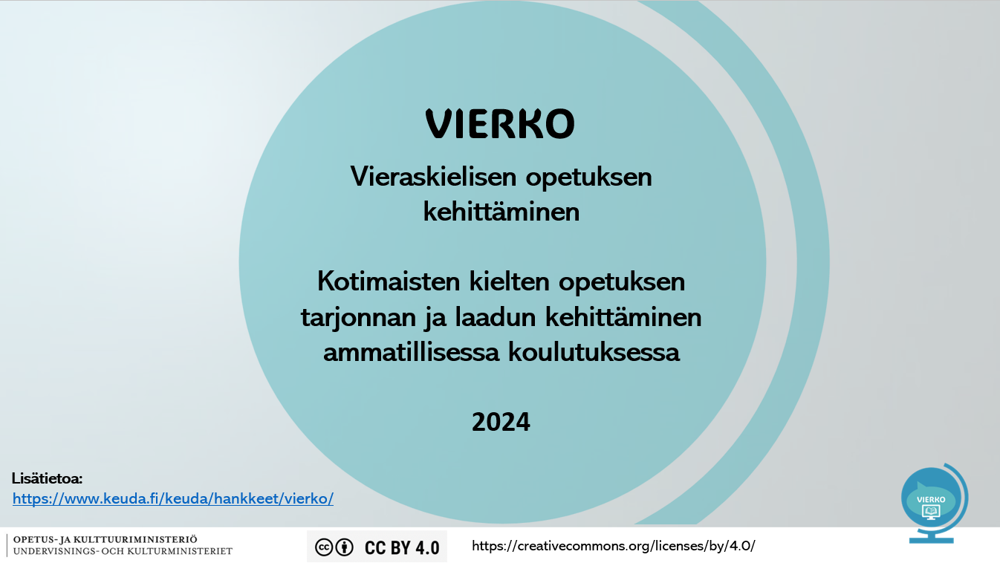 VIERKO
Vieraskielisen opetuksen
kehittäminen
Kotimaisten kielten opetuksen
tarjonnan ja laadun kehittäminen
ammatillisessa koulutuksessa
2024
Lisätietoa:
https://www.keuda.fi/keuda/hankkeet/vierko/
VIERKO
OPETUS- JA KULTTUURIMINISTERIÖ
UNDERVISNINGS- OCH KULTURMINISTERIET
cc CC BY 4.0
https://creativecommons.org/licenses/by/4.0/